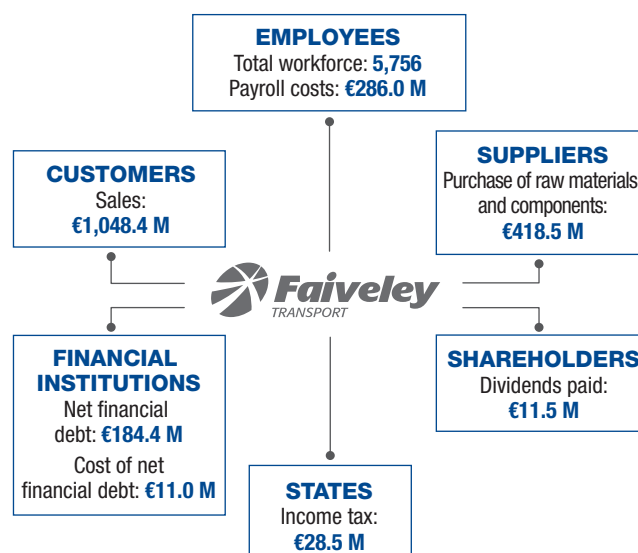 EMPLOYEES
Total workforce: 5,756
Payroll costs: €286.0 M
CUSTOMERS
Sales:
€1,048.4 M
SUPPLIERS
Purchase of raw materials
and components:
€418.5 M
Faiveley
TRANSPORT
FINANCIAL
INSTITUTIONS
Net financial
debt: €184.4 M
Cost of net
financial debt: €11.0 M
SHAREHOLDERS
Dividends paid:
€11.5 M
STATES
Income tax:
€28.5 M